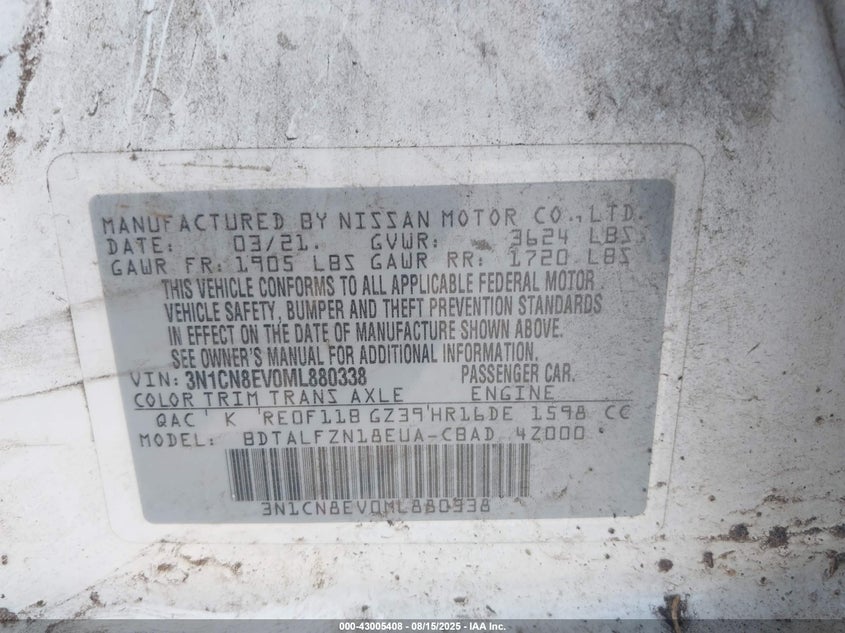 MANUFACTURED BY NISSAN MOTOR CO., LTD.
DATE: 03/21. GVWR: 3624 LBS
GAWR FR: 1905 LBS GAWR RR: 1720 LBS
THIS VEHICLE CONFORMS TO ALL APPLICABLE FEDERAL MOTOR
VEHICLE SAFETY, BUMPER AND THEFT PREVENTION STANDARDS
IN EFFECT ON THE DATE OF MANUFACTURE SHOWN ABOVE.
SEE OWNER'S MANUAL FOR ADDITIONAL INFORMATION.
VIN: 3N1CN8EV0ML880338 PASSENGER CAR.
COLOR TRIM TRANS AXLE ENGINE
QAC K RE0F11B GZ39 HR16DE 1598 CC
MODEL: BDTALFZN18EUA-CBAD 4Z000
3N1CN8EV0ML880338
000-43005408 - 08/15/2025 - IAA Inc.